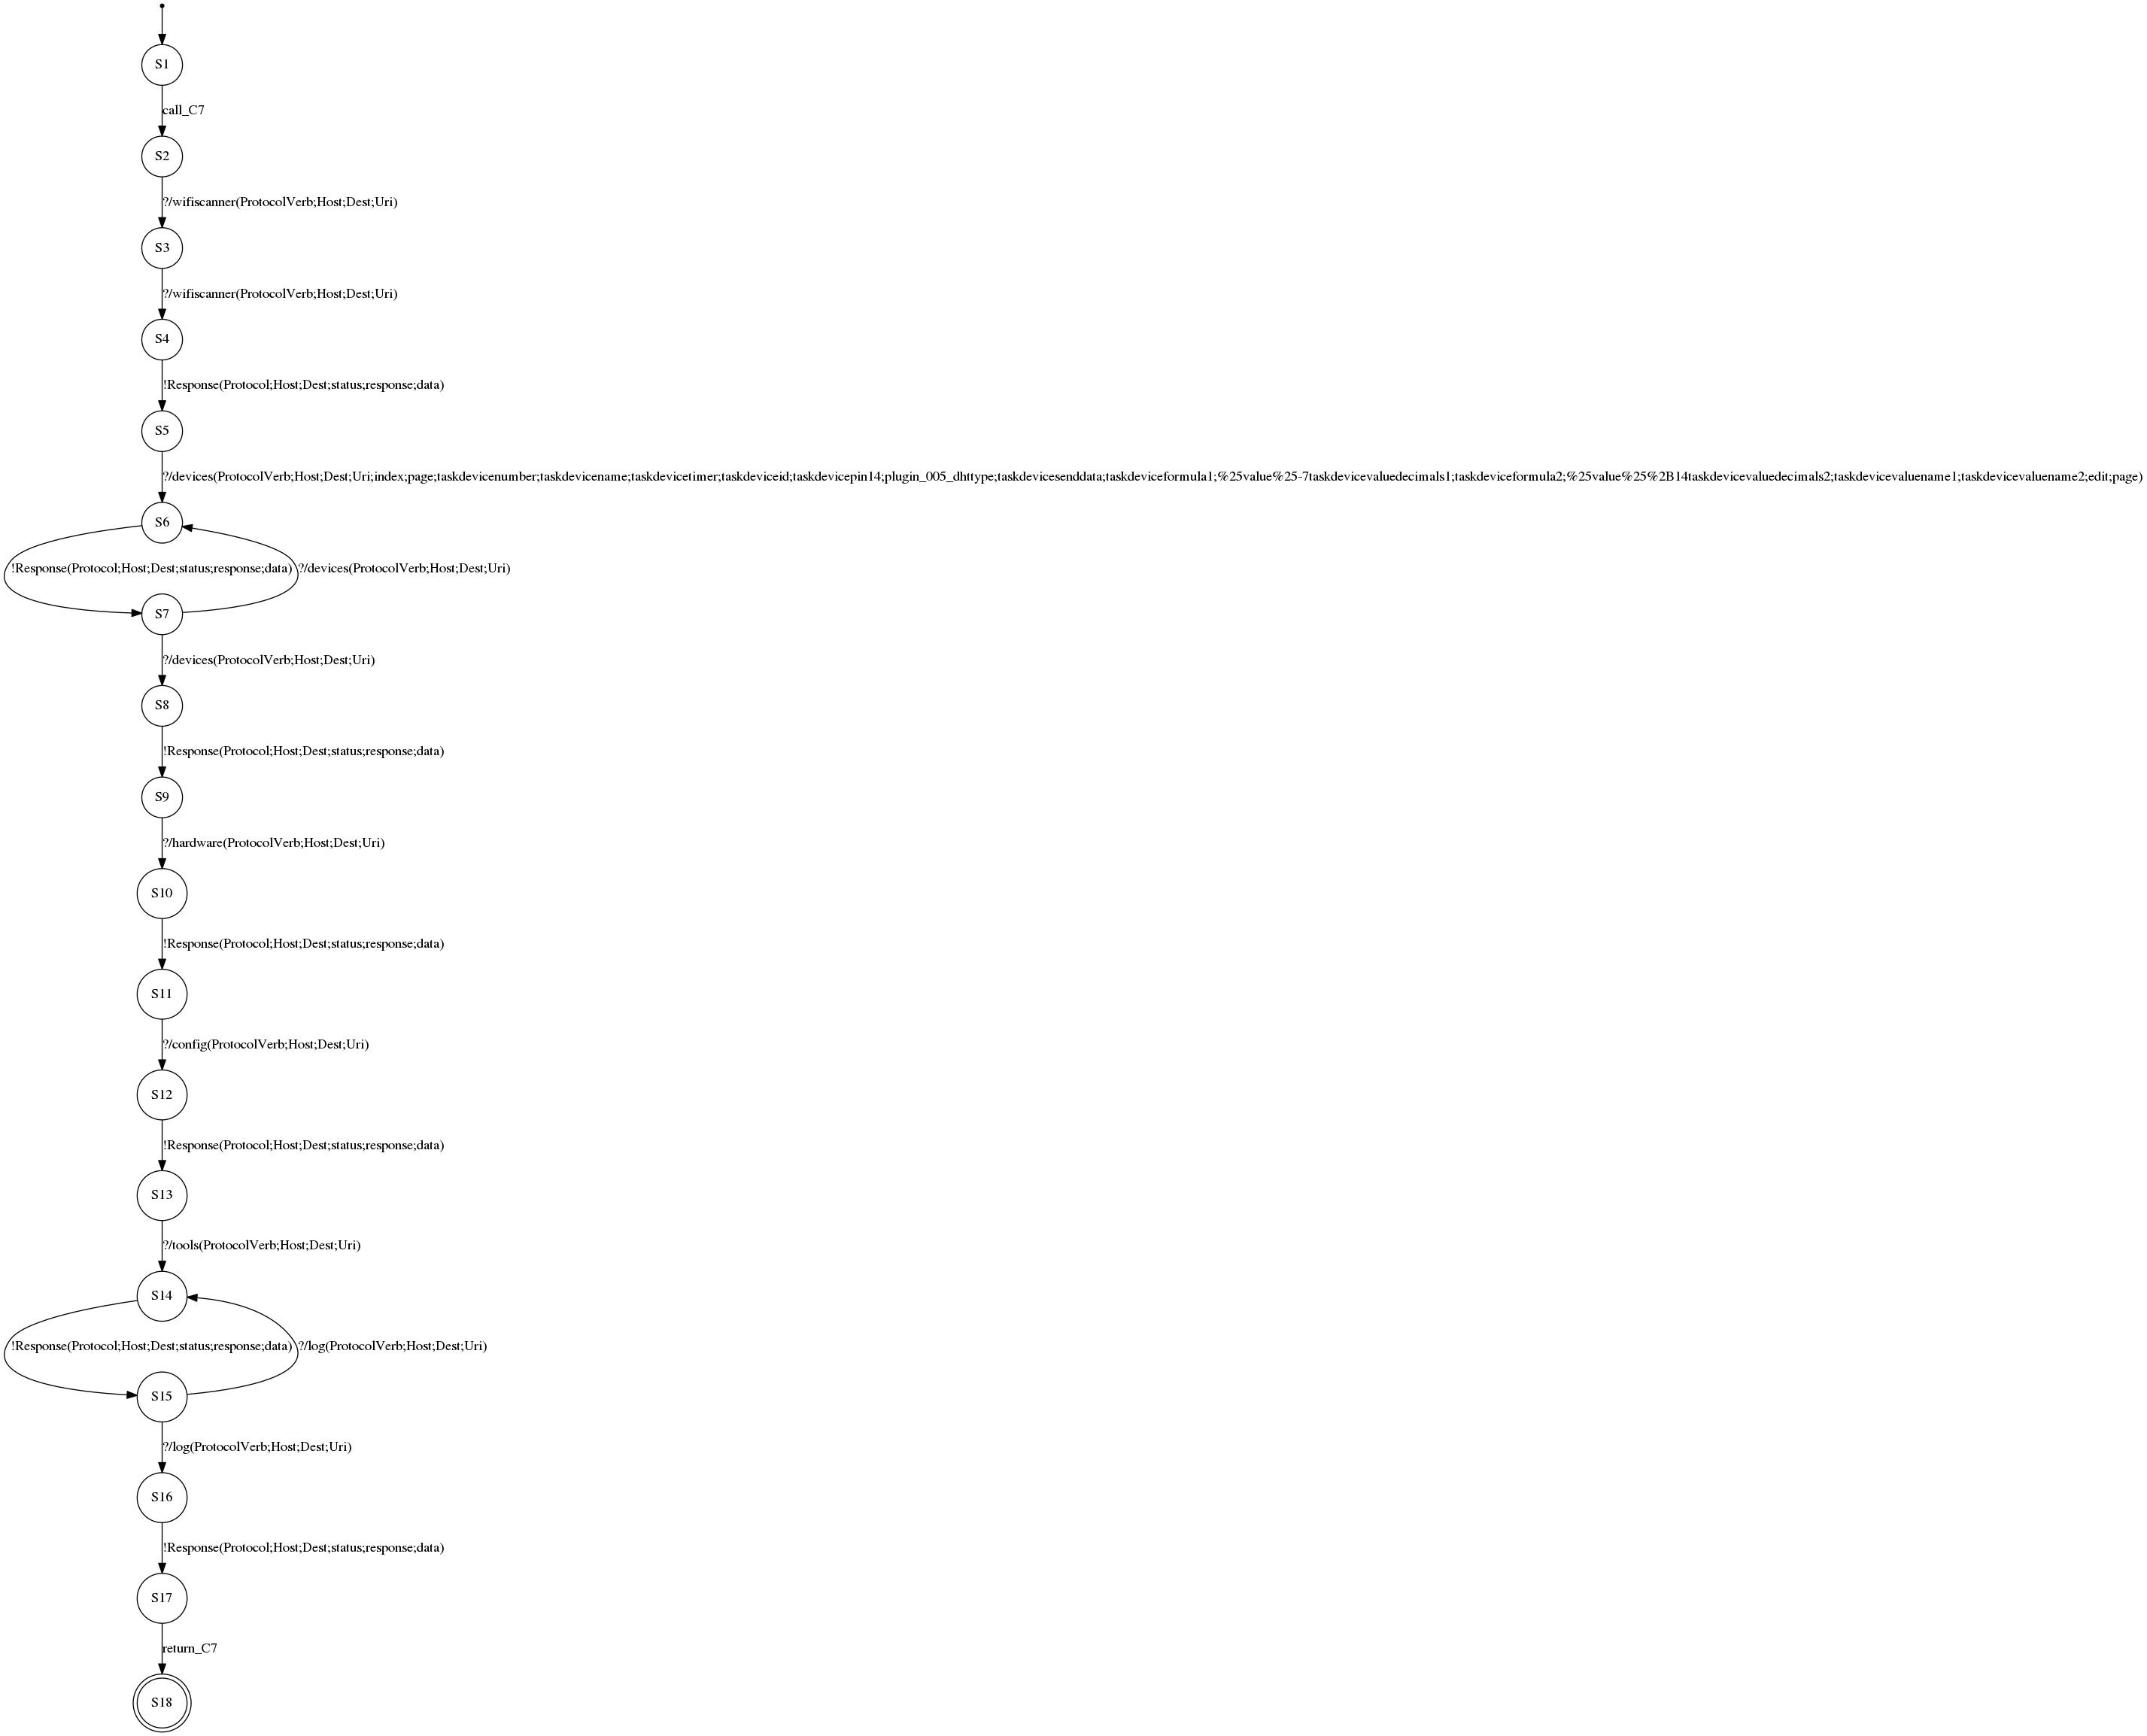 S1
call_C7
S2
?/wifiscanner(ProtocolVerb;Host;Dest;Uri)
S3
?/wifiscanner(ProtocolVerb;Host;Dest;Uri)
S4
!Response(Protocol;Host;Dest;status;response;data)
S5
?/devices(ProtocolVerb;Host;Dest;Uri;index;page;taskdevicenumber;taskdevicename;taskdevicetimer;taskdeviceid;taskdevicepin14;plugin_005_dhttype;taskdevicesenddata;taskdeviceformula1;%25value%25-7taskdevicevaluedecimals1;taskdeviceformula2;%25value%25%2B14taskdevicevaluedecimals2;taskdevicevaluename1;taskdevicevaluename2;edit;page)
S6
!Response(Protocol;Host;Dest;status;response;data) ?/devices(ProtocolVerb;Host;Dest;Uri)
S7
?/devices(ProtocolVerb;Host;Dest;Uri)
S8
!Response(Protocol;Host;Dest;status;response;data)
S9
?/hardware(ProtocolVerb;Host;Dest;Uri)
S10
!Response(Protocol;Host;Dest;status;response;data)
S11
?/config(ProtocolVerb;Host;Dest;Uri)
S12
!Response(Protocol;Host;Dest;status;response;data)
S13
?/tools(ProtocolVerb;Host;Dest;Uri)
S14
!Response(Protocol;Host;Dest;status;response;data) ?/log(ProtocolVerb;Host;Dest;Uri)
S15
?/log(ProtocolVerb;Host;Dest;Uri)
S16
!Response(Protocol;Host;Dest;status;response;data)
S17
return_C7
S18